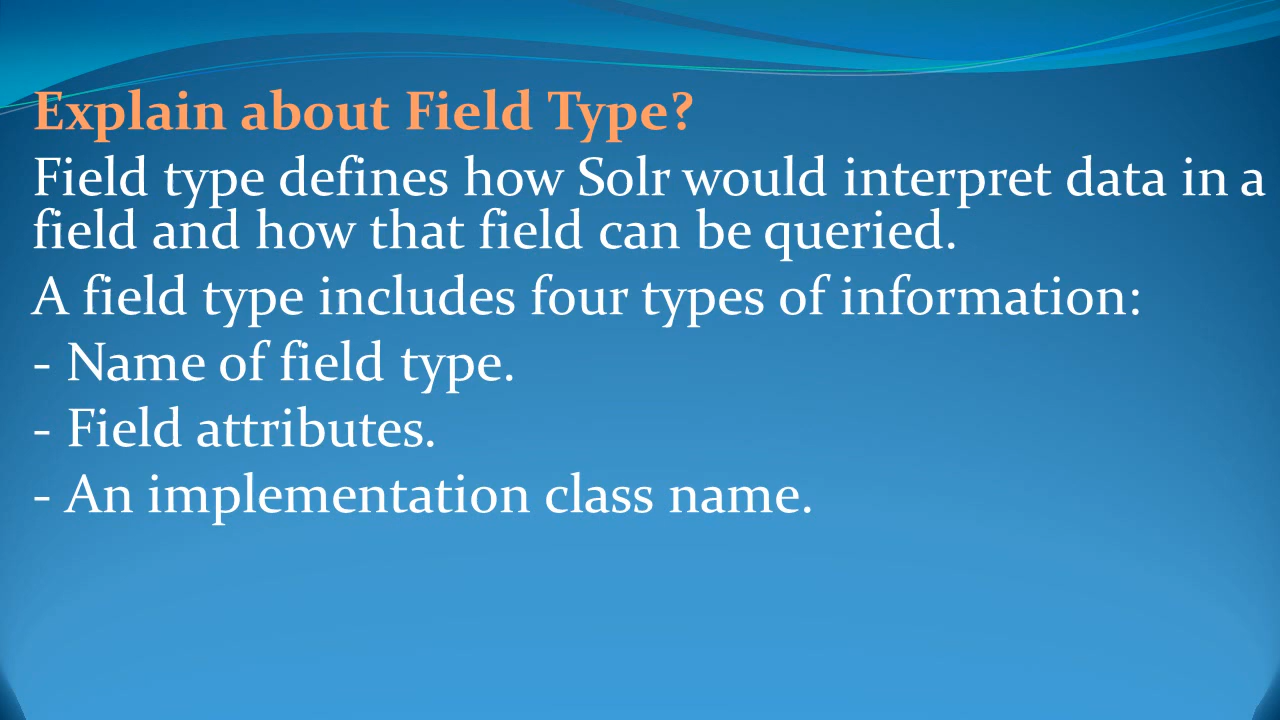 Explain about Field Type?
Field type defines how Solr would interpret data in a
field and how that field can be queried.
A field type includes four types of information:
- Name of field type.
- Field attributes.
- An implementation class name.